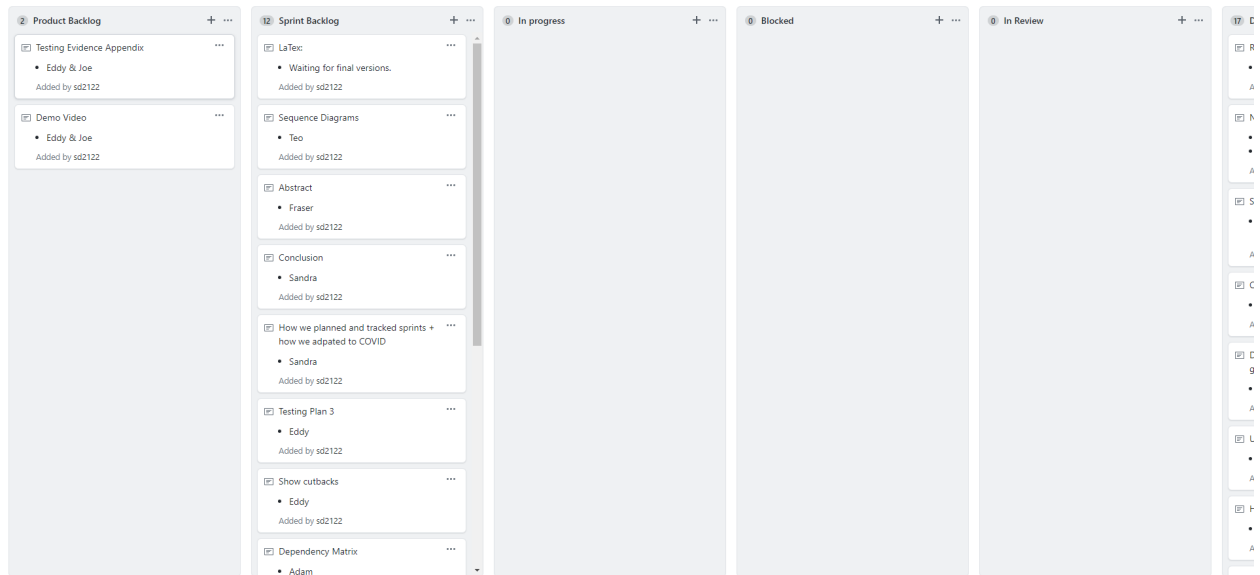 2 Product Backlog
Testing Evidence Appendix
Eddy & Joe
Added by sd2122
Demo Video
Eddy & Joe
Added by sd2122
12 Sprint Backlog
LaTex:
Waiting for final versions.
Added by sd2122
Sequence Diagrams
Teo
Added by sd2122
Abstract
Fraser
Added by sd2122
Conclusion
Sandra
Added by sd2122
How we planned and tracked sprints +
how we adpated to COVID
Sandra
Added by sd2122
Testing Plan 3
Eddy
Added by sd2122
Show cutbacks
Eddy
Added by sd2122
Dependency Matrix
Adam
0 In progress
0 Blocked
0 In Review
17